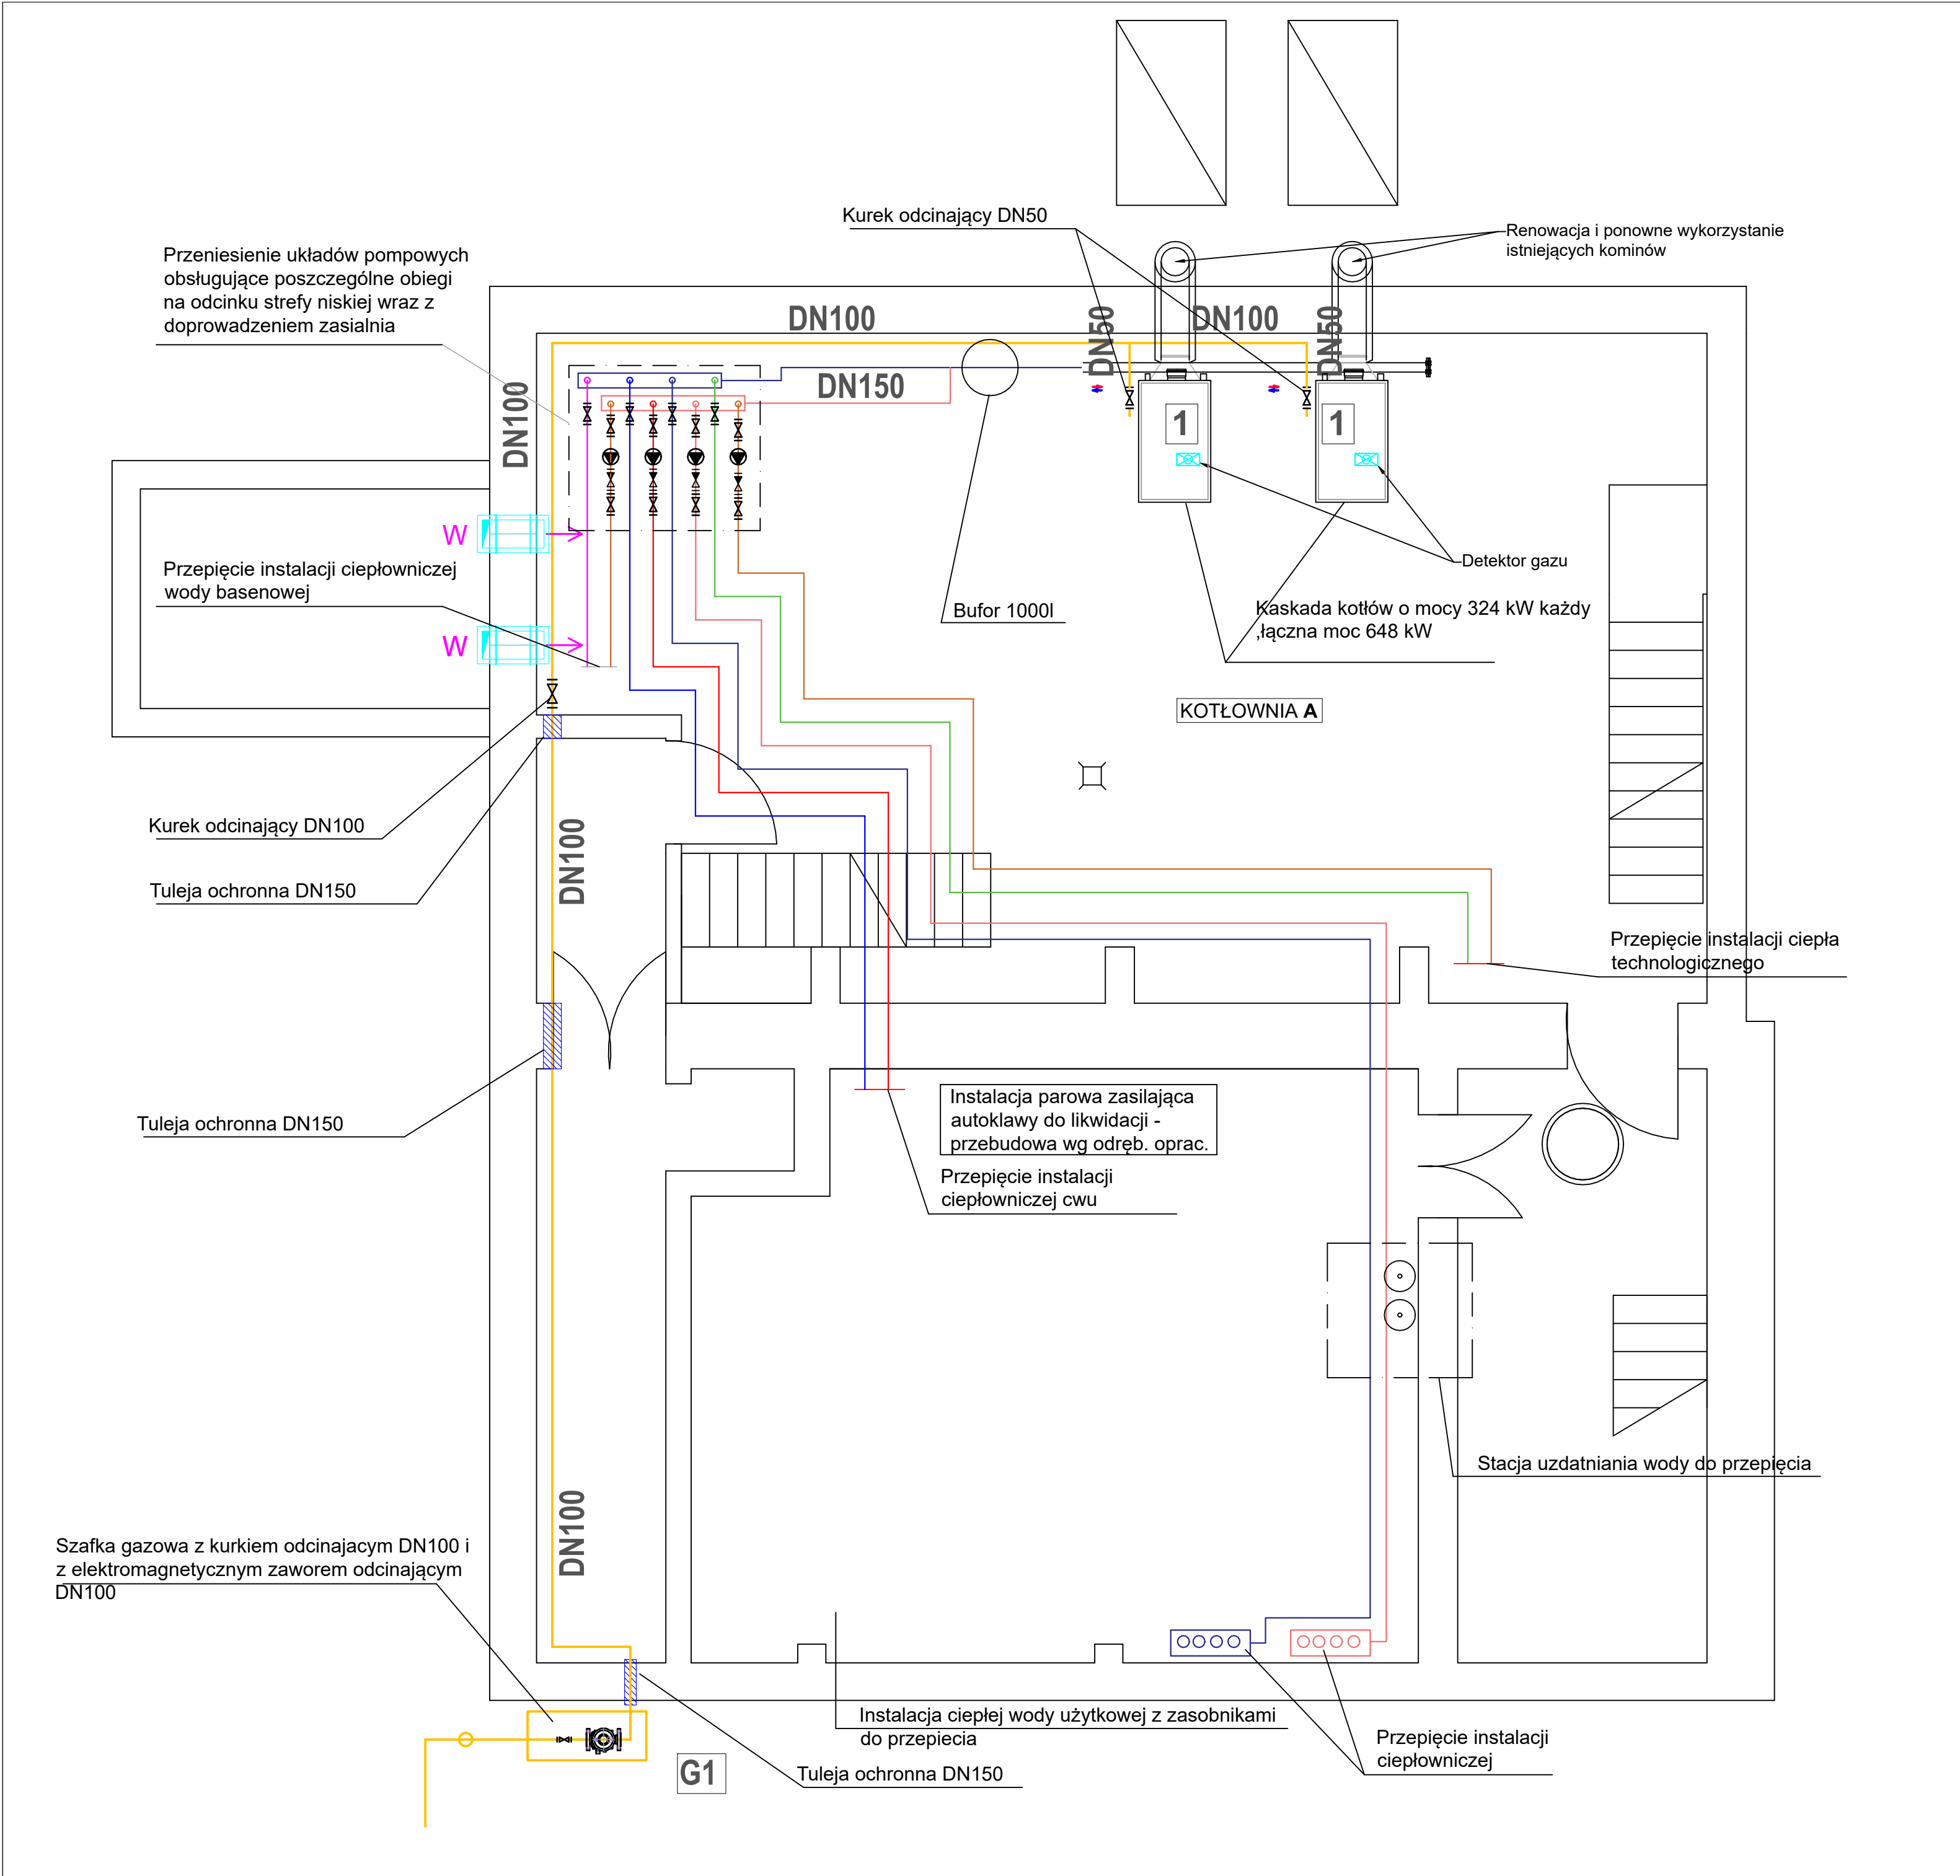 Kurek odcinający DN50
Renowacja i ponowne wykorzystanie
istniejących kominów
Przeniesienie układów pompowych
obsługujące poszczególne obiegi
na odcinku strefy niskiej wraz z
doprowadzeniem zasialnia
DN100
DN50
DN100
DN50
DN150
DN100
1
1
W
Przepięcie instalacji ciepłowniczej
wody basenowej
W
Detektor gazu
Bufor 1000l
Kaskada kotłów o mocy 324 kW każdy
,łączna moc 648 kW
KOTŁOWNIA A
Kurek odcinający DN100
DN100
Tuleja ochronna DN150
Przepięcie instalacji ciepła
technologicznego
Tuleja ochronna DN150
Instalacja parowa zasilająca
autoklawy do likwidacji -
przebudowa wg odręb. oprac.
Przepięcie instalacji
ciepłowniczej cwu
Stacja uzdatniania wody do przepięcia
DN100
Szafka gazowa z kurkiem odcinajacym DN100 i
z elektromagnetycznym zaworem odcinającym
DN100
Instalacja ciepłej wody użytkowej z zasobnikami
do przepiecia
Przepięcie instalacji
ciepłowniczej
G1
Tuleja ochronna DN150